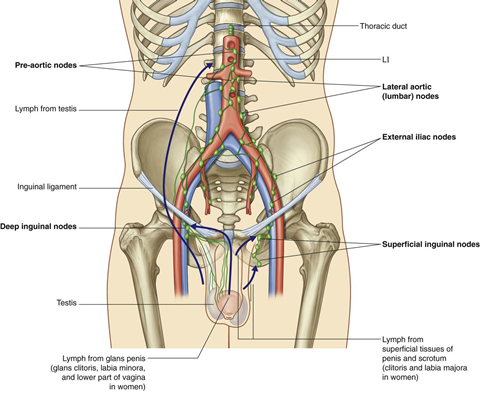 Thoracic duct
LI
Pre-aortic nodes
Lateral aortic
(lumbar) nodes
Lymph from testis
External iliac nodes
Inguinal ligament
Deep inguinal nodes
Superficial inguinal nodes
Testis
Lymph from glans penis
(glans clitoris, labia minora,
and lower part of vagina
in women)
Lymph from
superficial tissues of
penis and scrotum
(clitoris and labia majora
in women)